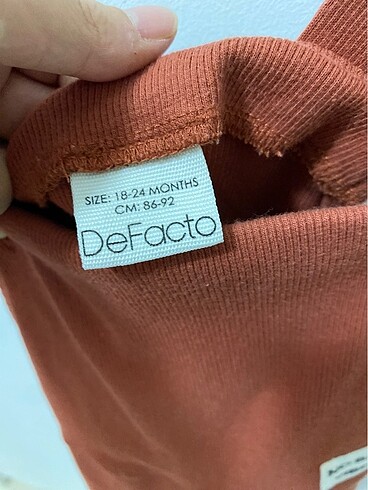 SIZE: 18-24 MONTHS
CM: 86-92
DeFacto